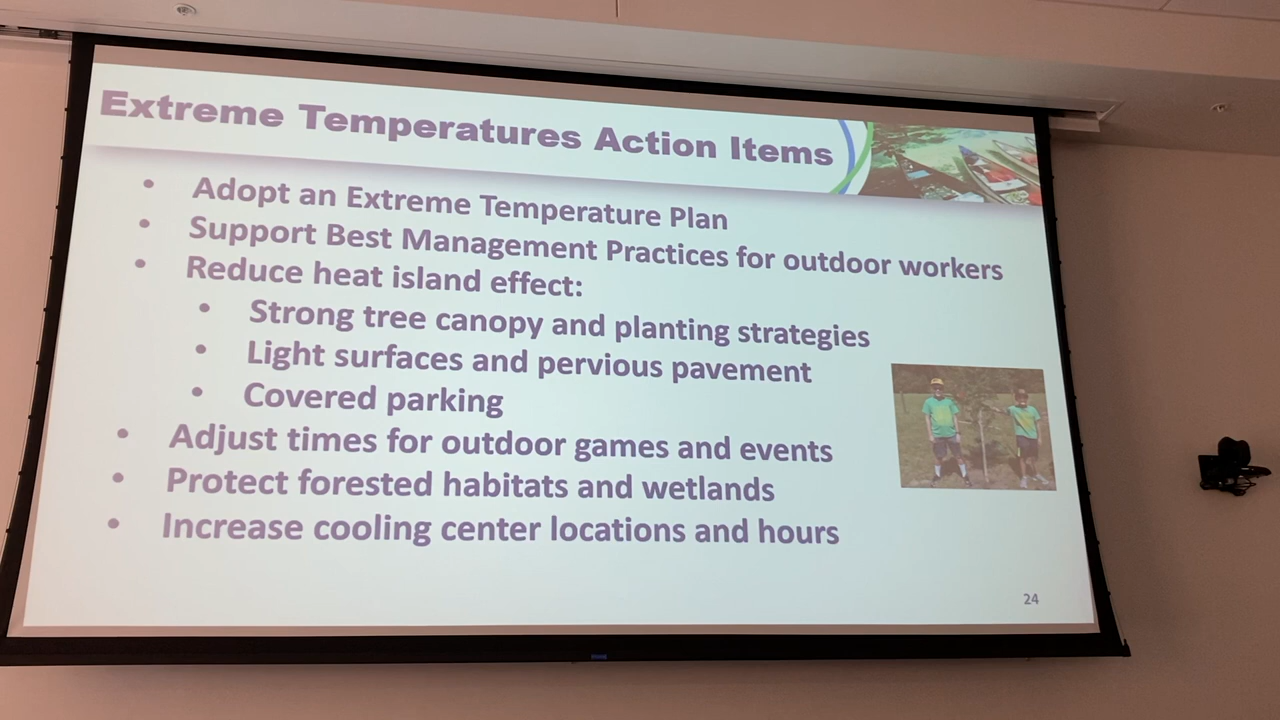 Extreme Temperatures Action Items
• Adopt an Extreme Temperature Plan
• Support Best Management Practices for outdoor workers
• Reduce heat island effect:
• Strong tree canopy and planting strategies
• Light surfaces and pervious pavement
• Covered parking
• Adjust times for outdoor games and events
• Protect forested habitats and wetlands
• Increase cooling center locations and hours
24